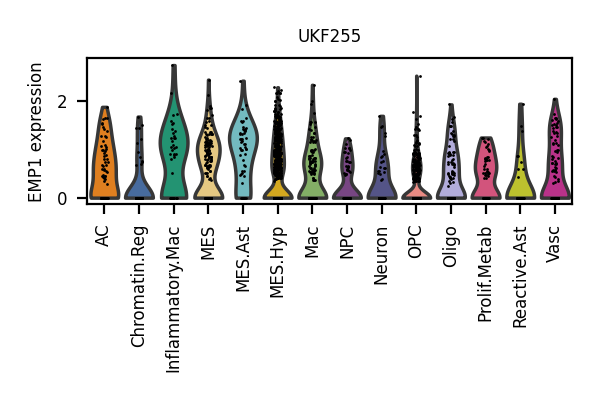 UKF255
EMP1 expression
2
0
AC
Chromatin.Reg
Inflammatory.Mac
MES
MES.Ast
MES.Hyp
Mac
NPC
Neuron
OPC
Oligo
Prolif.Metab
Reactive.Ast
Vasc